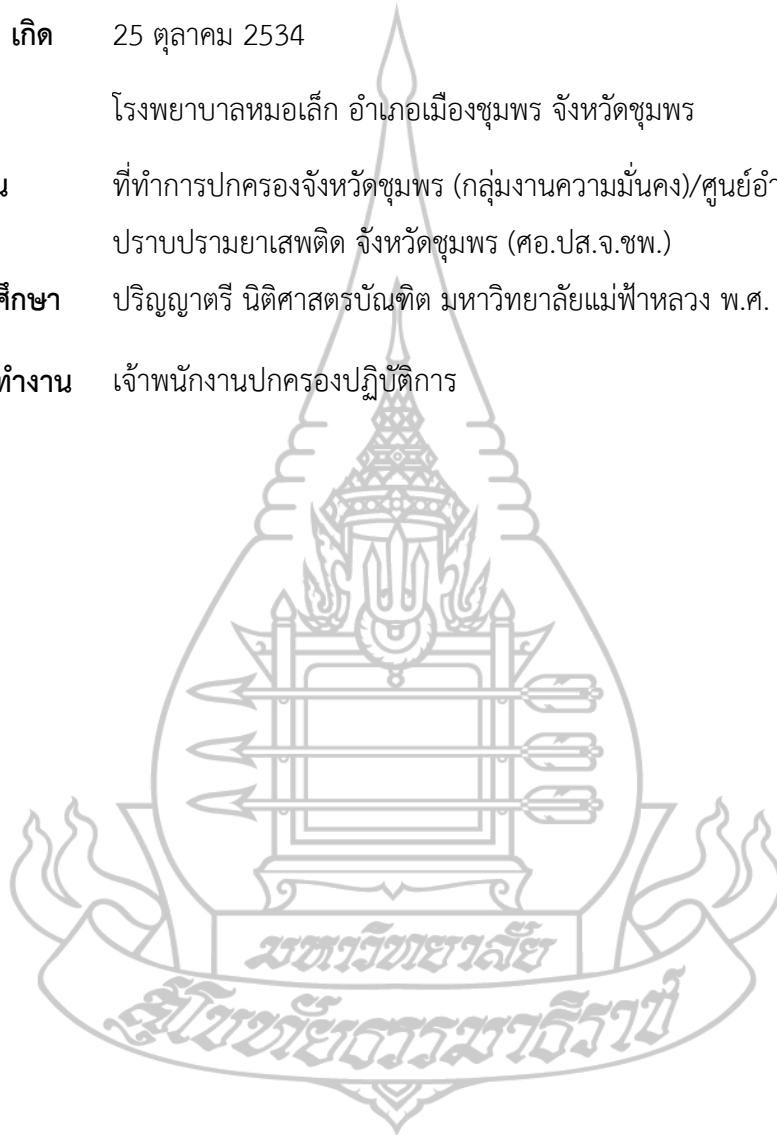 เกิด 25 ตุลาคม 2534
โรงพยาบาลหมอเล็ก อำเภอเมืองชุมพร จังหวัดชุมพร
น ที่ทำการปกครองจังหวัดชุมพร (กลุ่มงานความมั่นคง)/ศูนย์อำ
ปราบปรามยาเสพติด จังหวัดชุมพร (ศอ.ปส.จ.ชพ.)
ศึกษา ปริญญาตรี นิติศาสตรบัณฑิต มหาวิทยาลัยแม่ฟ้าหลวง พ.ศ.
ทำงาน เจ้าพนักงานปกครองปฏิบัติการ
มหาวิทยาลัย
สุโขทัยธรรมาธิราช